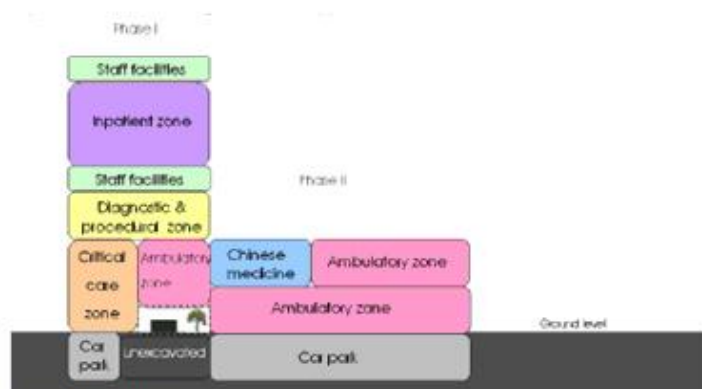 Phase I
Staff facilities
Inpatient zone
Staff facilities
Phase II
Diagnostic &
procedural zone
Critical
care
zone
Ambulatory
zone
Chinese
medicine
Ambulatory zone
Ambulatory zone
Ground level
Car
park
unexcavated
Car park